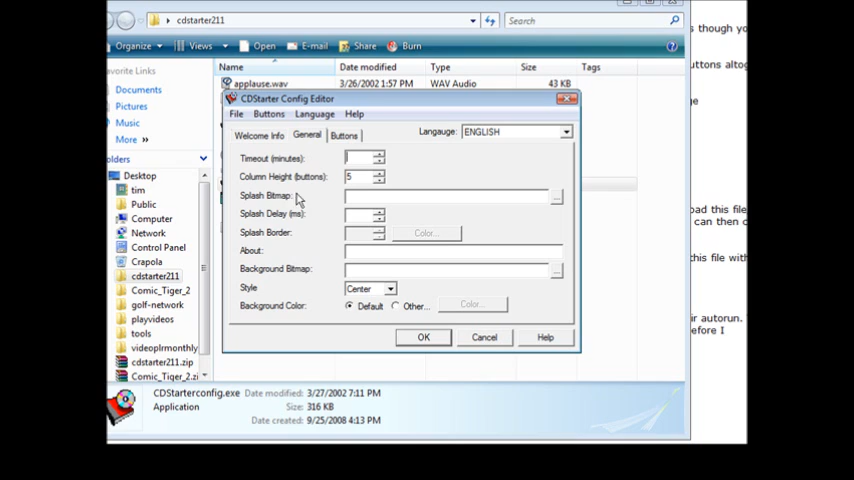 cdstarter211
Search
s though yo
Organize
Views
Open
E-mail
Share
Burn
?
avorite Links
Name
Date modified
Type
Size
Tags
uttons altog
Documents
applause.wav
3/26/2002 1:57 PM
WAV Audio
43 KB
CDStarter Config Editor
ge
Pictures
File
Buttons
Language
Help
Music
Welcome Info
General
Buttons
Langauge:
ENGLISH
More »
olders
Timeout (minutes):
Desktop
Column Height (buttons):
5
tim
Splash Bitmap:
...
Public
Splash Delay (ms):
oad this file
Computer
can then c
Network
Splash Border:
Color...
Control Panel
About:
his file with
Crapola
Background Bitmap:
...
cdstarter211
Style
Center
Comic_Tiger_2
Background Color:
Default
Other...
Color...
golf-network
playvideos
ir autorun.
tools
OK
Cancel
Help
efore I
videoplrmonthly
cdstarter211.zip
Comic_Tiger_2.zi
CDStarterconfig.exe
Date modified: 3/27/2002 7:11 PM
Application
Size: 316 KB
Date created: 9/25/2008 4:13 PM